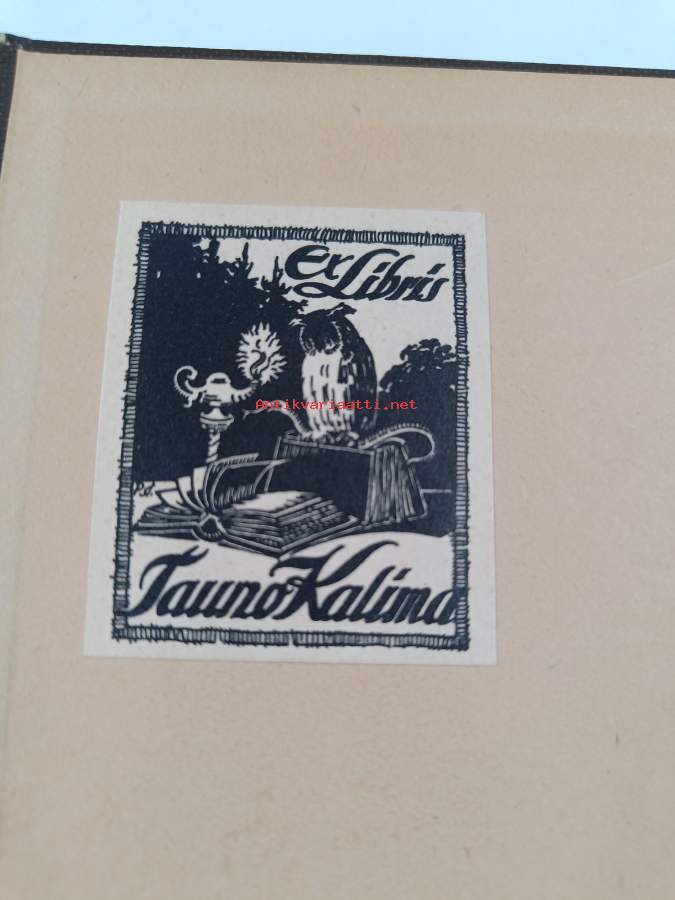 Ex
Libris
Antikvariaatti.net
Tauno Kalima